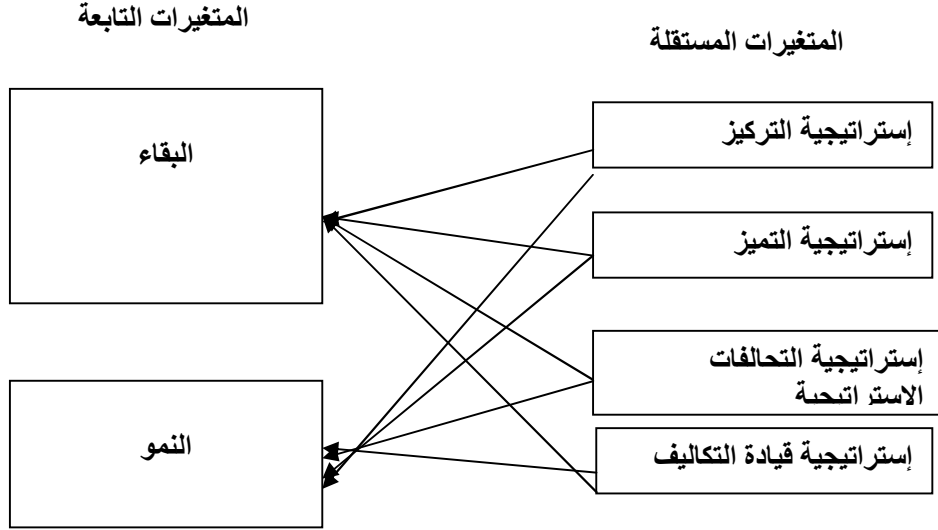 المتغيرات المستقلة
المتغيرات التابعة
إستراتيجية التركيز
إستراتيجية التميز
إستراتيجية التحالفات
الاستراتيجية
إستراتيجية قيادة التكاليف
البقاء
النمو